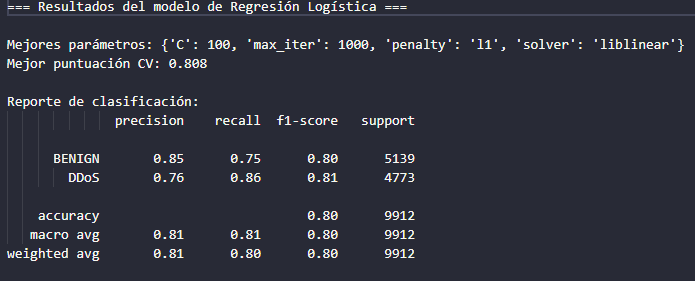 === Resultados del modelo de Regresión Logística ===
Mejores parámetros: {'C': 100, 'max_iter': 1000, 'penalty': 'l1', 'solver': 'liblinear'}
Mejor puntuación CV: 0.808
Reporte de clasificación:
precision recall f1-score support
BENIGN 0.85 0.75 0.80 5139
DDoS 0.76 0.86 0.81 4773
accuracy 0.80 9912
macro avg 0.81 0.81 0.80 9912
weighted avg 0.81 0.80 0.80 9912